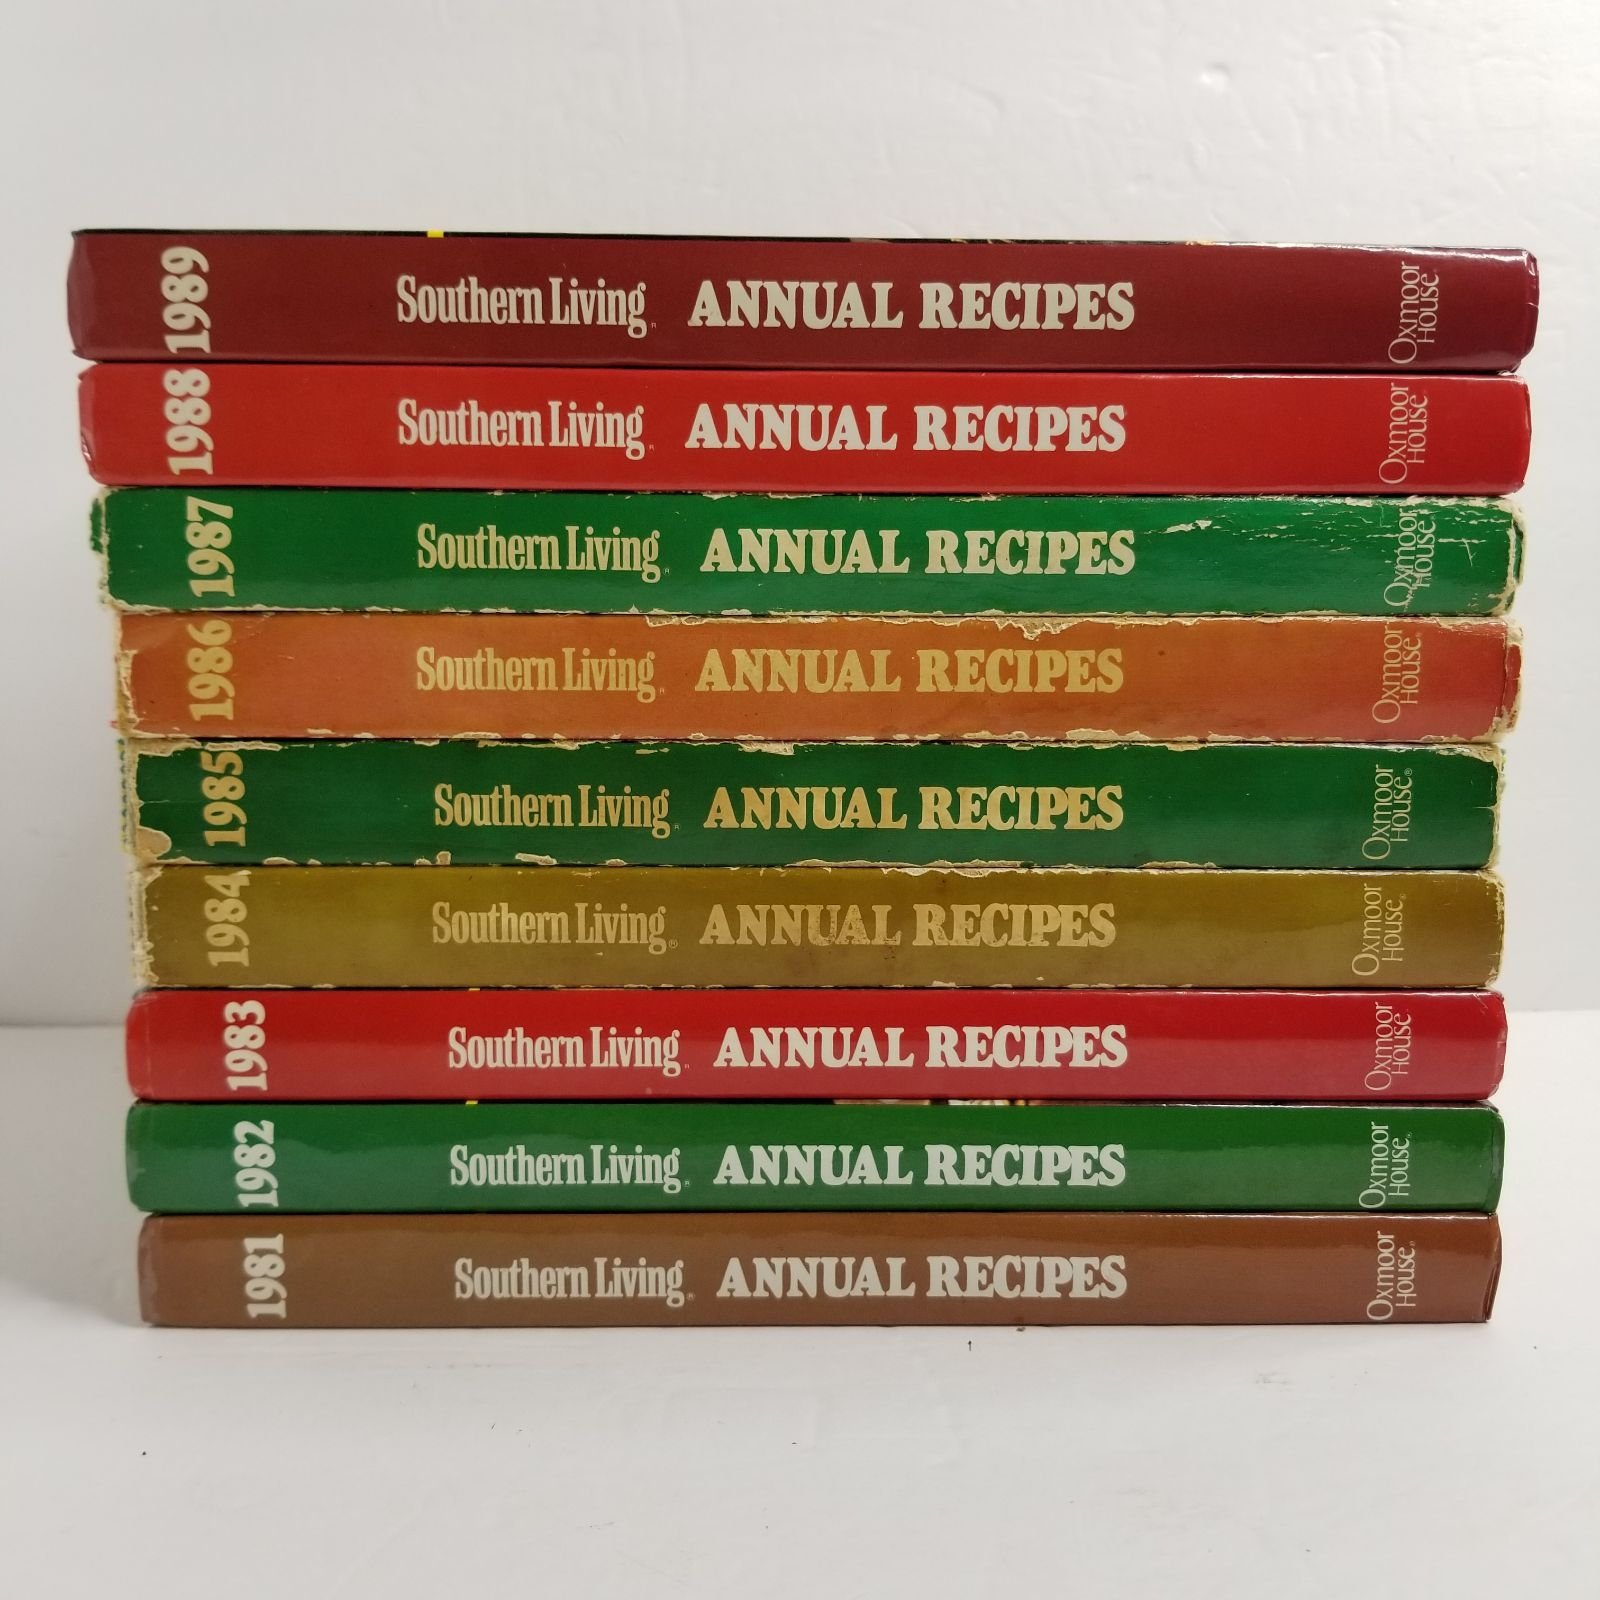 1989 Southern Living® ANNUAL RECIPES Oxmoor House®
1988 Southern Living® ANNUAL RECIPES Oxmoor House
1987 Southern Living® ANNUAL RECIPES Oxmoor House®
1986 Southern Living® ANNUAL RECIPES Oxmoor House®
1985 Southern Living® ANNUAL RECIPES Oxmoor House®
1984 Southern Living® ANNUAL RECIPES Oxmoor House®
1983 Southern Living® ANNUAL RECIPES Oxmoor House®
1982 Southern Living® ANNUAL RECIPES Oxmoor House®
1981 Southern Living® ANNUAL RECIPES Oxmoor House®